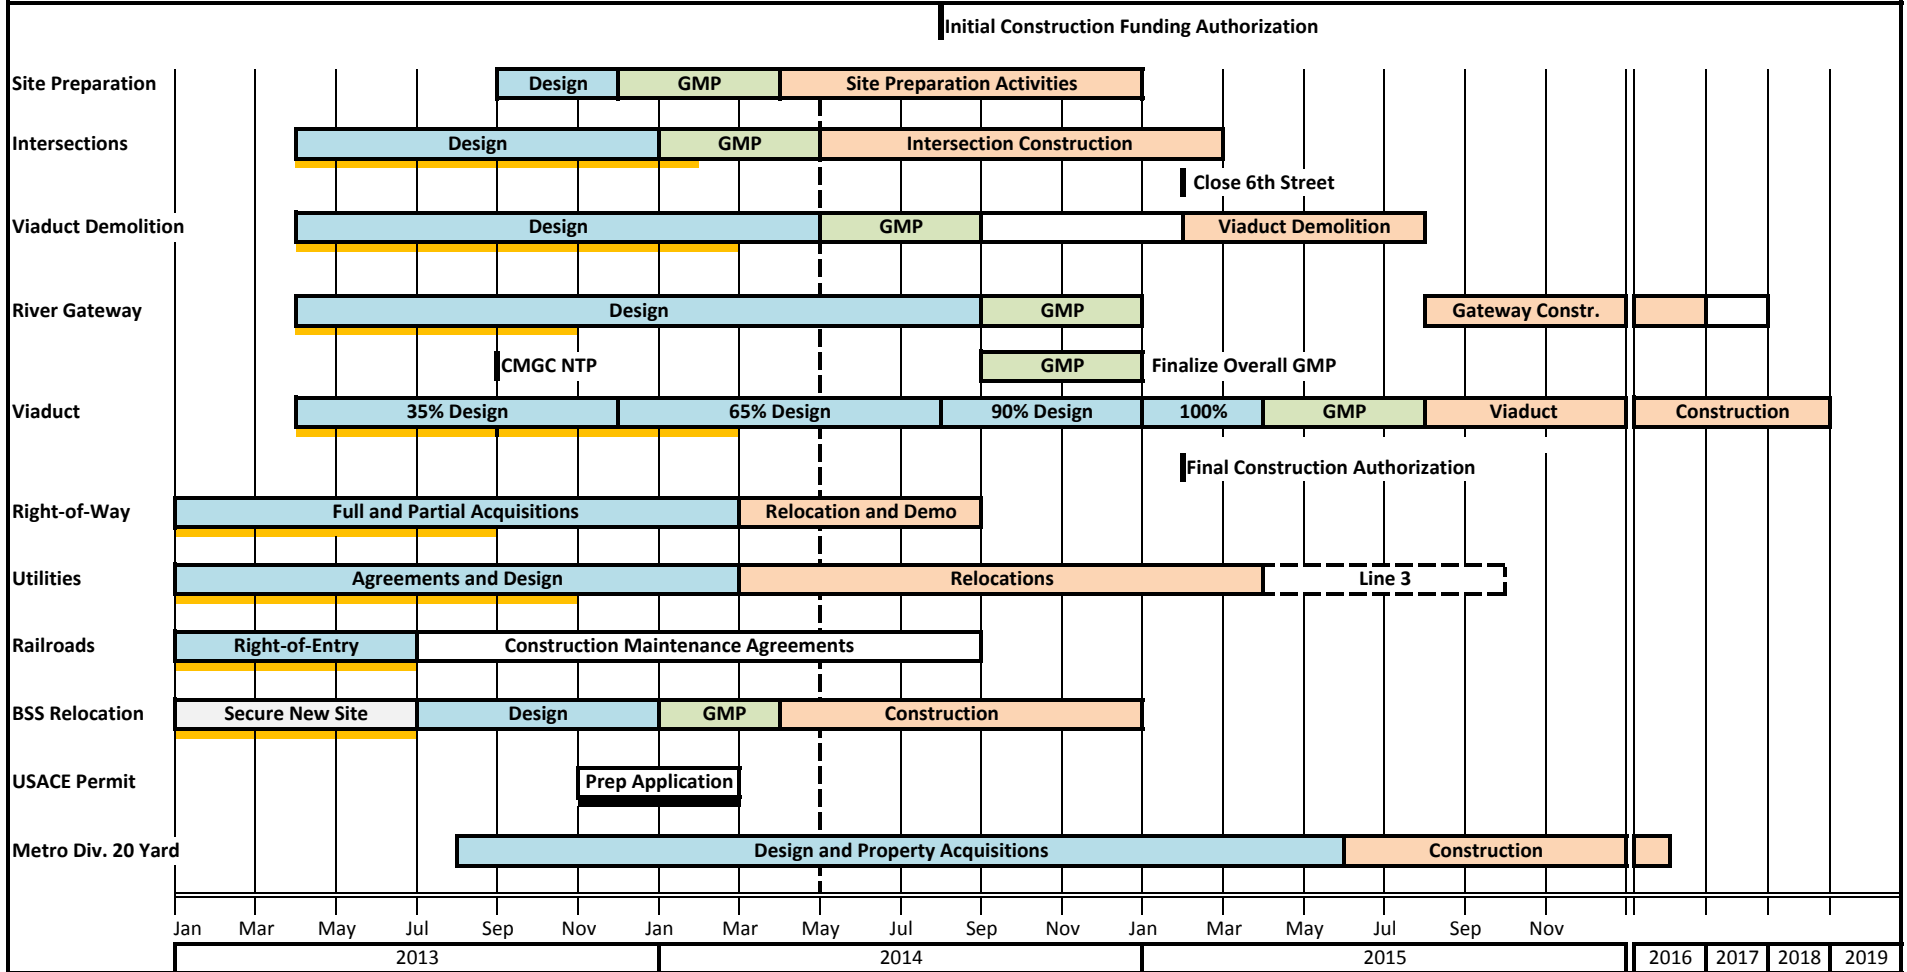 Initial Construction Funding Authorization
Site Preparation Design GMP Site Preparation Activities
Intersections Design GMP Intersection Construction
Close 6th Street
Viaduct Demolition Design GMP Viaduct Demolition
River Gateway Design GMP Gateway Constr.
CMGC NTP GMP Finalize Overall GMP
Viaduct 35% Design 65% Design 90% Design 100% GMP Viaduct Construction
Final Construction Authorization
Right-of-Way Full and Partial Acquisitions Relocation and Demo
Utilities Agreements and Design Relocations Line 3
Railroads Right-of-Entry Construction Maintenance Agreements
BSS Relocation Secure New Site Design GMP Construction
USACE Permit Prep Application
Metro Div. 20 Yard Design and Property Acquisitions Construction
Jan Mar May Jul Sep Nov Jan Mar May Jul Sep Nov Jan Mar May Jul Sep Nov
2013 2014 2015 2016 2017 2018 2019